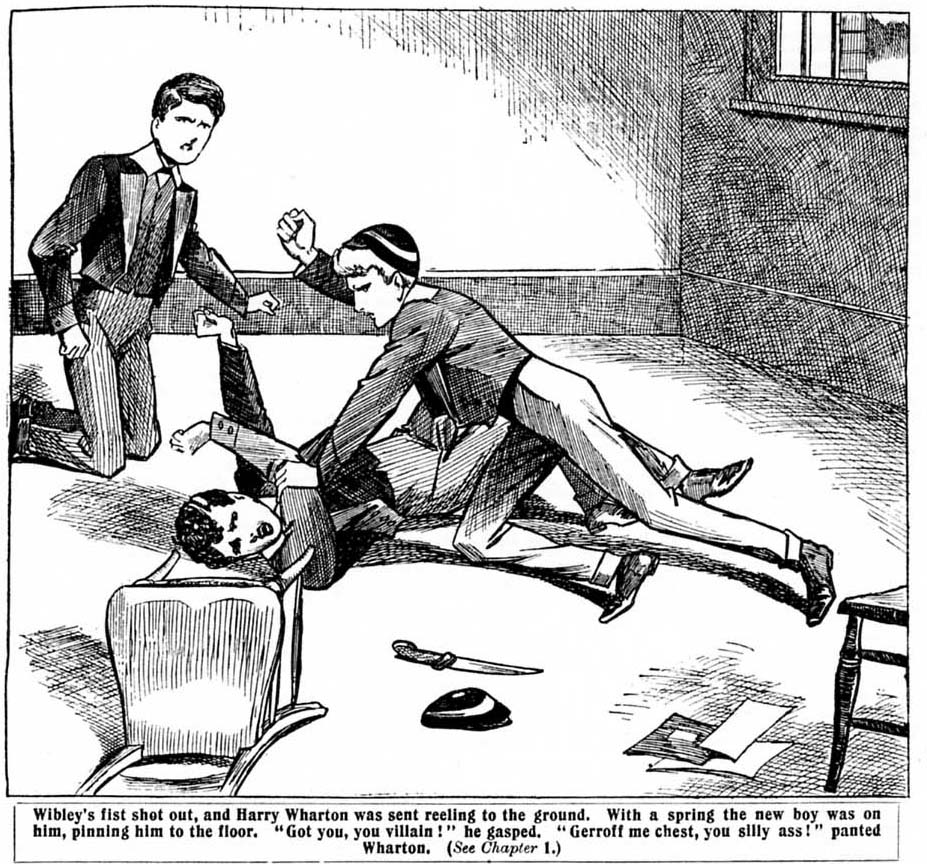 Wibley's fist shot out, and Harry Wharton was sent reeling to the ground. With a spring the new boy was on
him, pinning him to the floor. "Got you, you villain!" he gasped. "Gerroff me chest, you silly ass!" panted
Wharton. (See Chapter 1.)